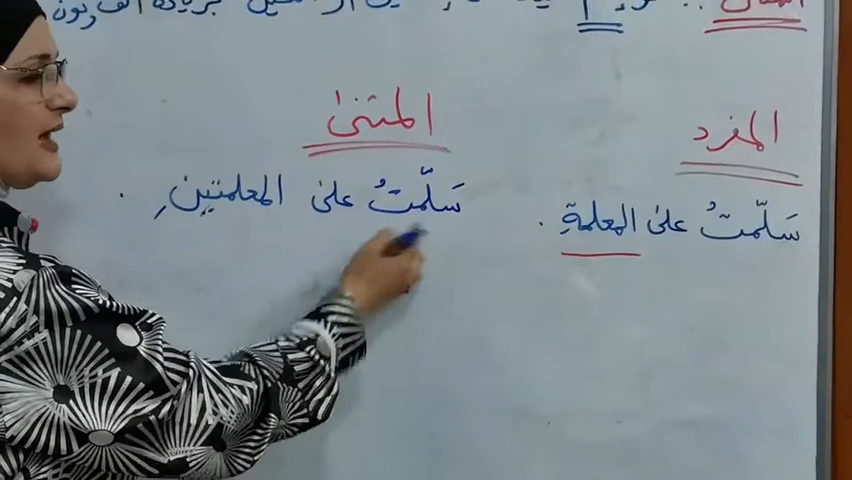 المفرد
المثنى
سَلّمتُ على المعلمةِ .
سَلّمتُ على المعلمتينِ .